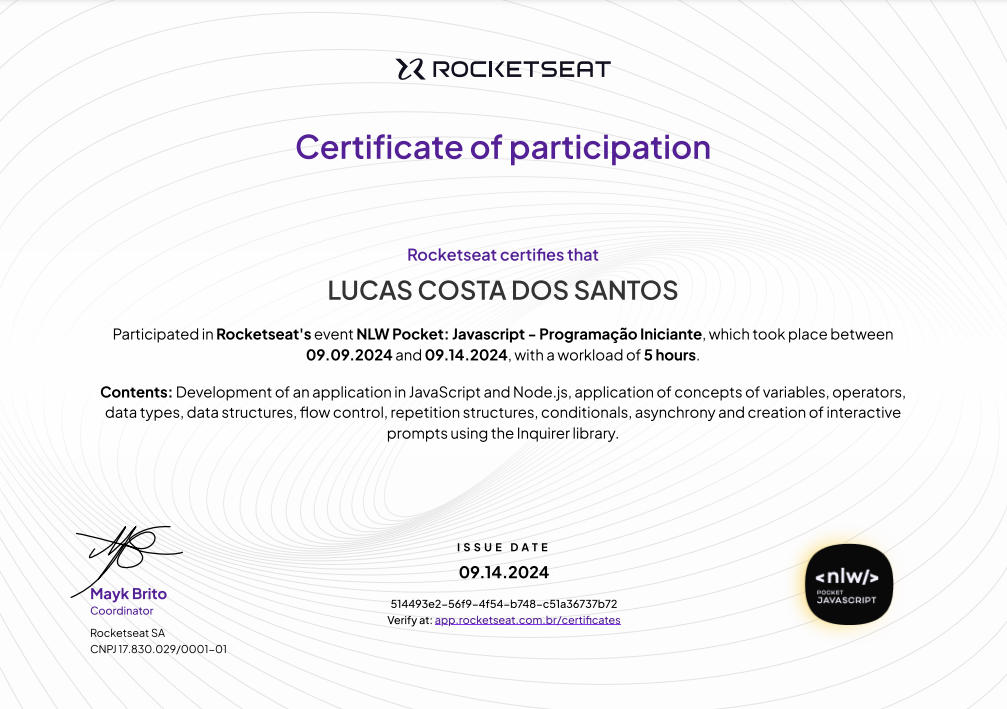 ROCKETSEAT
Certificate of participation
Rocketseat certifies that
LUCAS COSTA DOS SANTOS
Participated in Rocketseat's event NLW Pocket: Javascript - Programação Iniciante, which took place between
09.09.2024 and 09.14.2024, with a workload of 5 hours.
Contents: Development of an application in JavaScript and Node.js, application of concepts of variables, operators,
data types, data structures, flow control, repetition structures, conditionals, asynchrony and creation of interactive
prompts using the Inquirer library.
Mayk Brito
Coordinator
Rocketseat SA
CNPJ 17.830.029/0001-01
ISSUE DATE
09.14.2024
514493e2-56f9-4f54-b748-c51a36737b72
Verify at: app.rocketseat.com.br/certificates
<nlw/>
POCKET
JAVASCRIPT